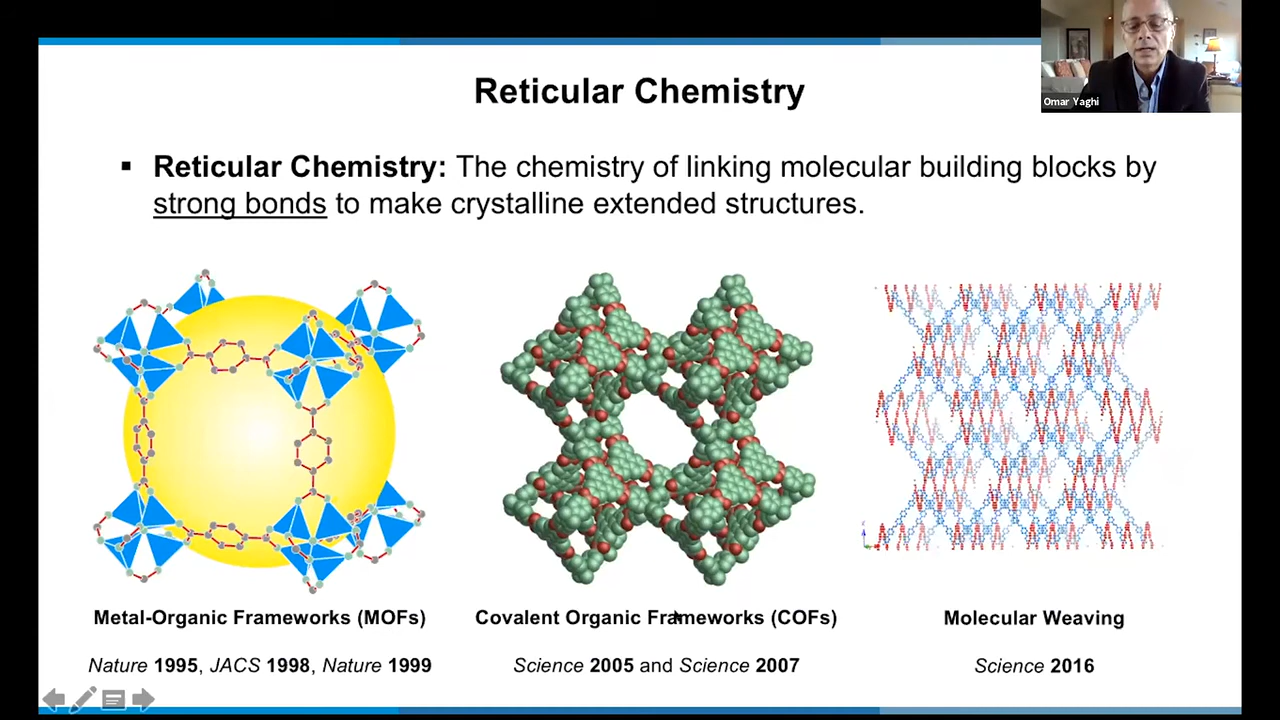 Reticular Chemistry
Omar Yaghi
▪ Reticular Chemistry: The chemistry of linking molecular building blocks by
strong bonds to make crystalline extended structures.
Metal-Organic Frameworks (MOFs)
Covalent Organic Frameworks (COFs)
Molecular Weaving
Nature 1995, JACS 1998, Nature 1999
Science 2005 and Science 2007
Science 2016